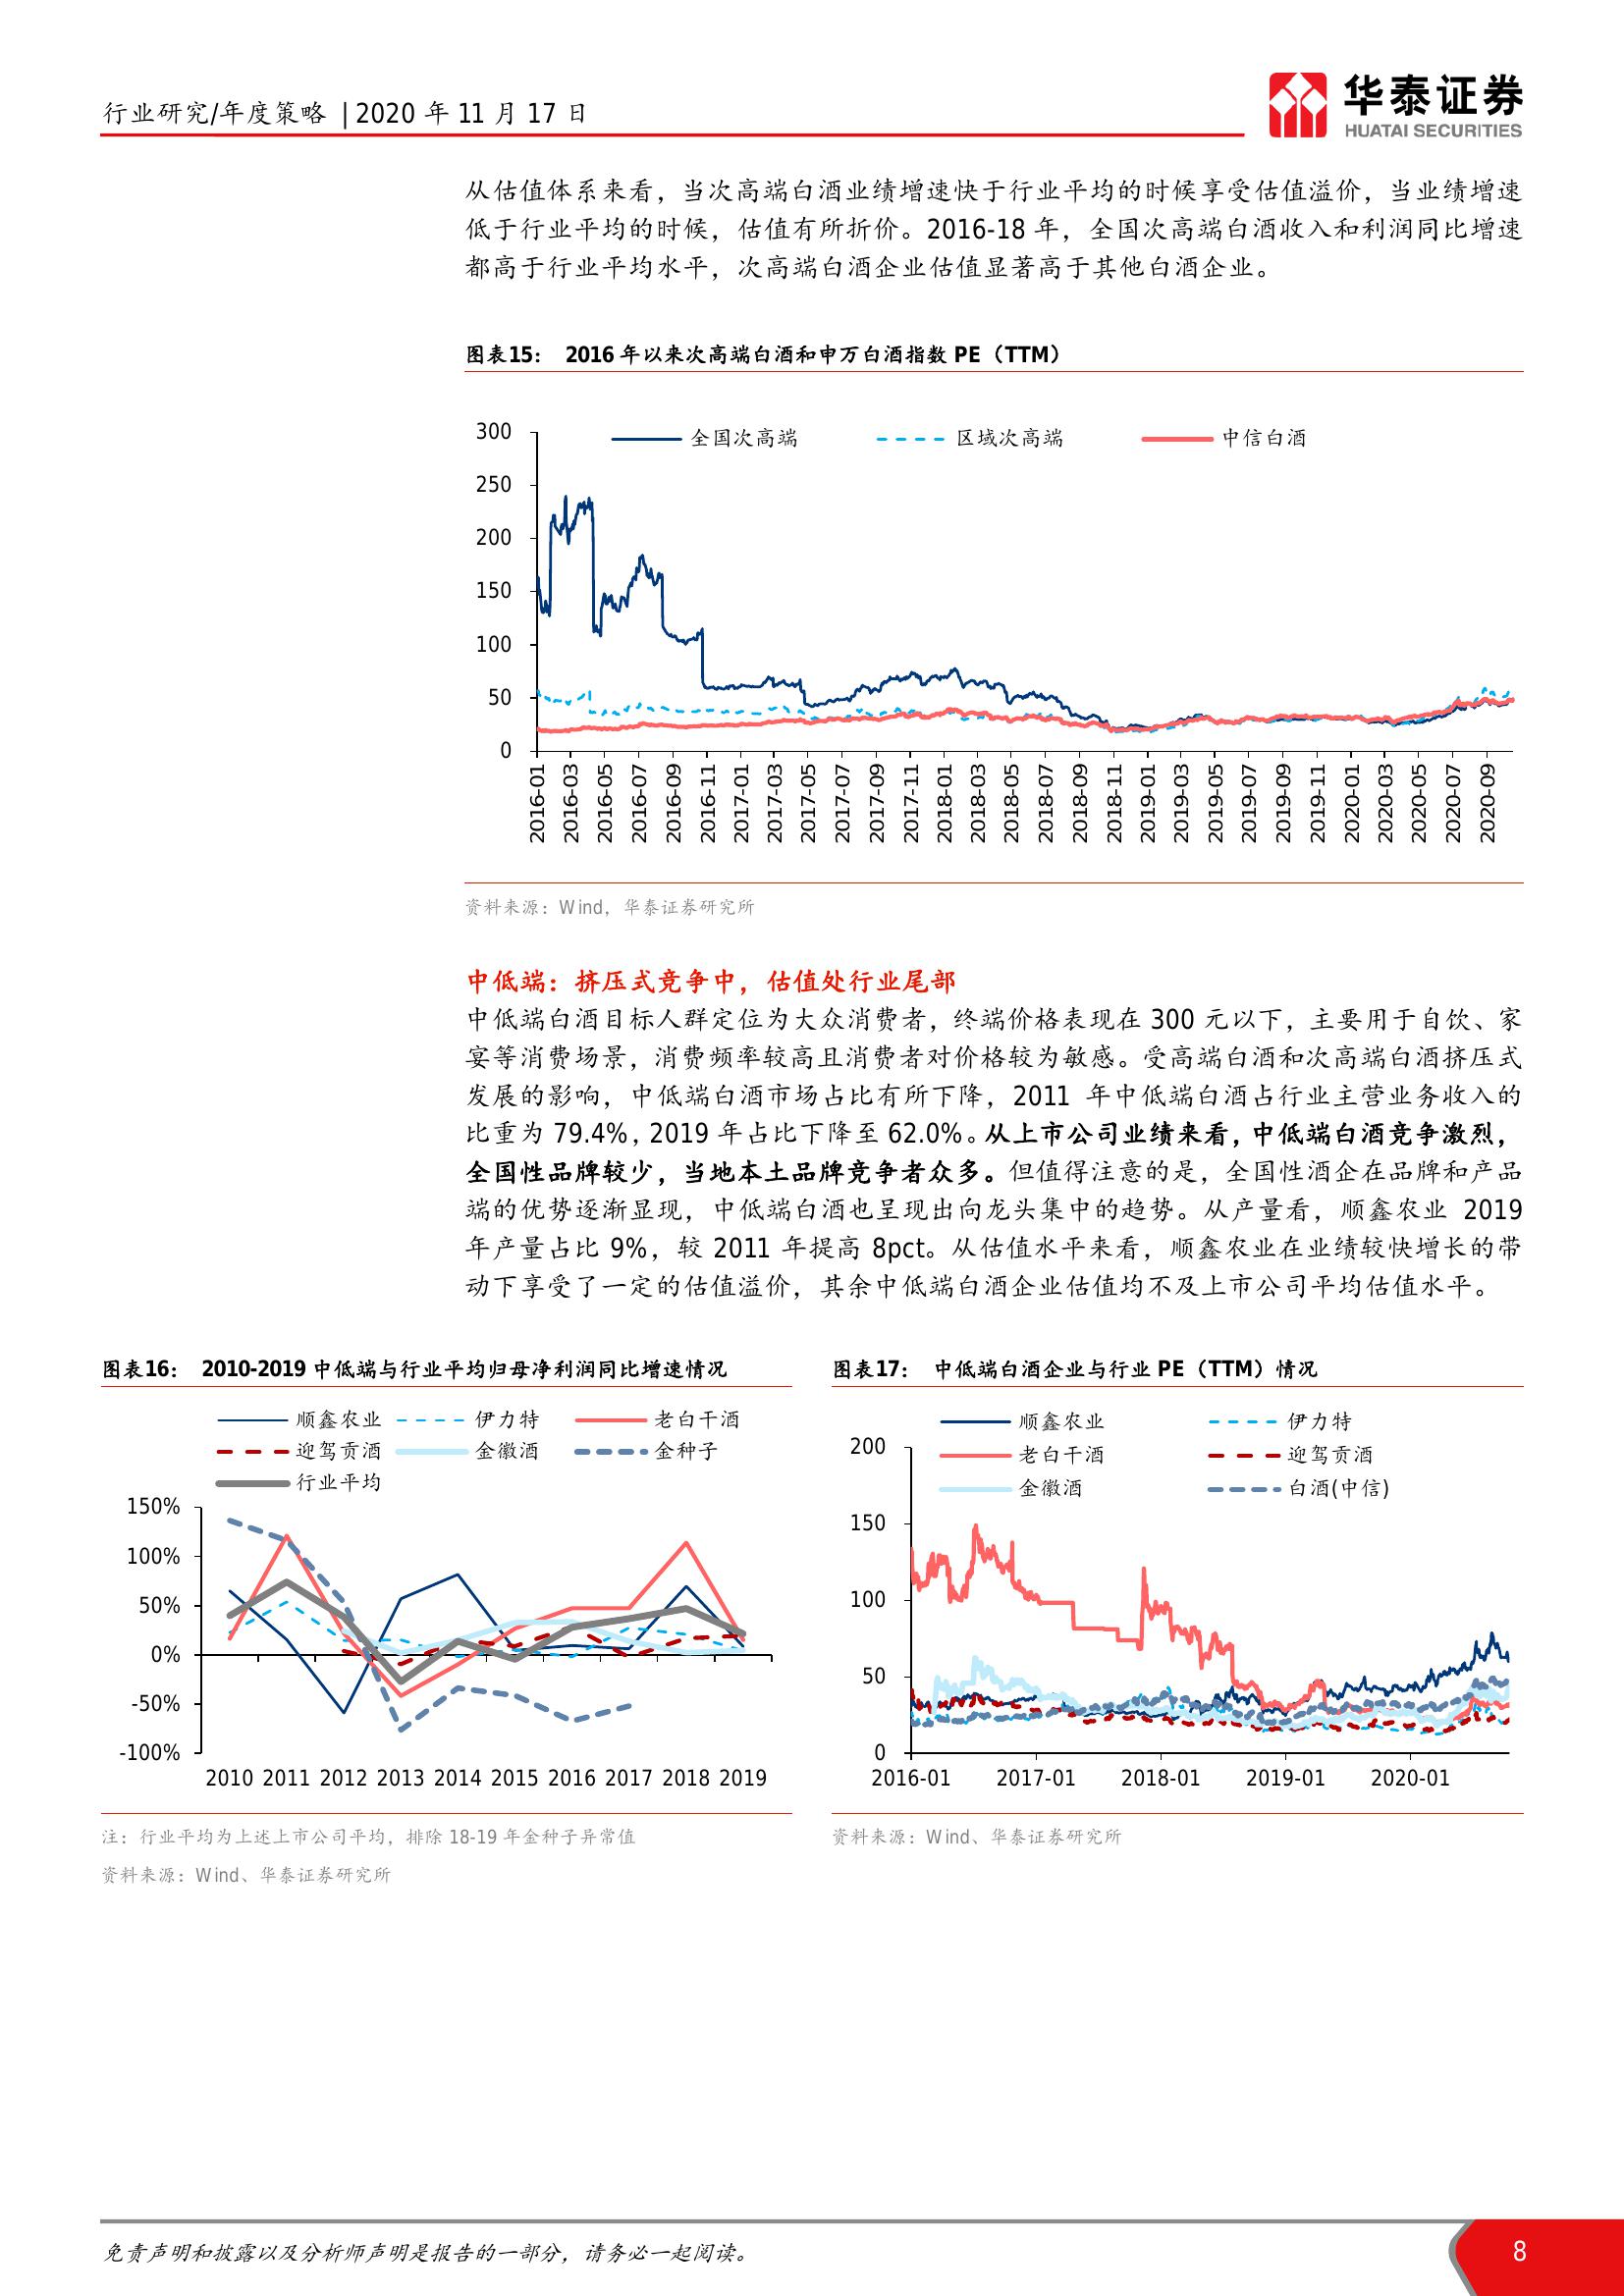 行业研究/年度策略 | 2020 年 11 月 17 日
华泰证券
HUATAI SECURITIES
从估值体系来看，当次高端白酒业绩增速快于行业平均的时候享受估值溢价，当业绩增速
低于行业平均的时候，估值有所折价。2016-18 年，全国次高端白酒收入和利润同比增速
都高于行业平均水平，次高端白酒企业估值显著高于其他白酒企业。
图表15： 2016 年以来次高端白酒和申万白酒指数 PE（TTM）
全国次高端 区域次高端 中信白酒
300
250
200
150
100
50
0
2016-01 2016-03 2016-05 2016-07 2016-09 2016-11 2017-01 2017-03 2017-05 2017-07 2017-09 2017-11 2018-01 2018-03 2018-05 2018-07 2018-09 2018-11 2019-01 2019-03 2019-05 2019-07 2019-09 2019-11 2020-01 2020-03 2020-05 2020-07 2020-09
资料来源：Wind，华泰证券研究所
中低端：挤压式竞争中，估值处行业尾部
中低端白酒目标人群定位为大众消费者，终端价格表现在 300 元以下，主要用于自饮、家
宴等消费场景，消费频率较高且消费者对价格较为敏感。受高端白酒和次高端白酒挤压式
发展的影响，中低端白酒市场占比有所下降，2011 年中低端白酒占行业主营业务收入的
比重为 79.4%，2019 年占比下降至 62.0%。从上市公司业绩来看，中低端白酒竞争激烈，
全国性品牌较少，当地本土品牌竞争者众多。但值得注意的是，全国性酒企在品牌和产品
端的优势逐渐显现，中低端白酒也呈现出向龙头集中的趋势。从产量看，顺鑫农业 2019
年产量占比 9%，较 2011 年提高 8pct。从估值水平来看，顺鑫农业在业绩较快增长的带
动下享受了一定的估值溢价，其余中低端白酒企业估值均不及上市公司平均估值水平。
图表16： 2010-2019 中低端与行业平均归母净利润同比增速情况
顺鑫农业 伊力特 老白干酒
迎驾贡酒 金徽酒 金种子
行业平均
150%
100%
50%
0%
-50%
-100%
2010 2011 2012 2013 2014 2015 2016 2017 2018 2019
注：行业平均为上述上市公司平均，排除 18-19 年金种子异常值
资料来源：Wind、华泰证券研究所
图表17： 中低端白酒企业与行业 PE（TTM）情况
顺鑫农业 伊力特
老白干酒 迎驾贡酒
金徽酒 白酒(中信)
200
150
100
50
0
2016-01 2017-01 2018-01 2019-01 2020-01
资料来源：Wind、华泰证券研究所
免责声明和披露以及分析师声明是报告的一部分，请务必一起阅读。
8